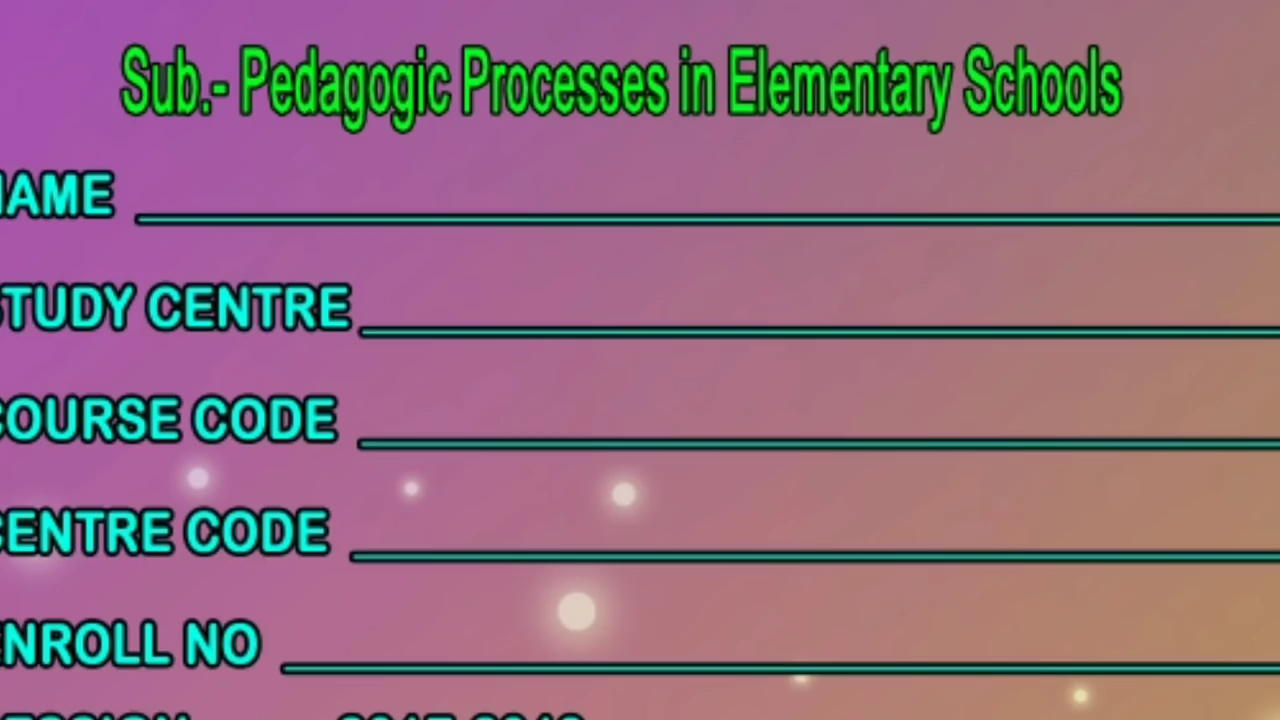 Sub.- Pedagogic Processes in Elementary Schools
NAME
STUDY CENTRE
COURSE CODE
CENTRE CODE
ENROLL NO